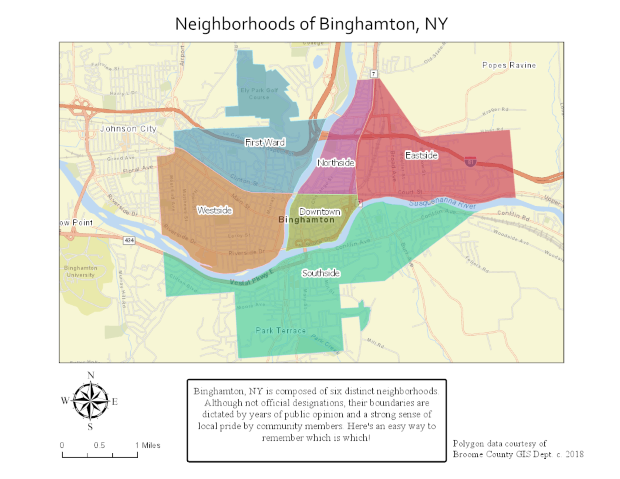 Neighborhoods of Binghamton, NY
Popes Ravine
7
Johnson City
First Ward
Northside
Eastside
Westside
Downtown
Binghamton
Susquehanna River
ow Point
434
Binghamton
University
Southside
Vestal Pkwy E
Park Terrace
N
W
E
S
0 0.5 1 Miles
Binghamton, NY is composed of six distinct neighborhoods.
Although not official designations, their boundaries are
dictated by years of public opinion and a strong sense of
local pride by community members. Here's an easy way to
remember which is which!
Polygon data courtesy of
Broome County GIS Dept. c. 2018